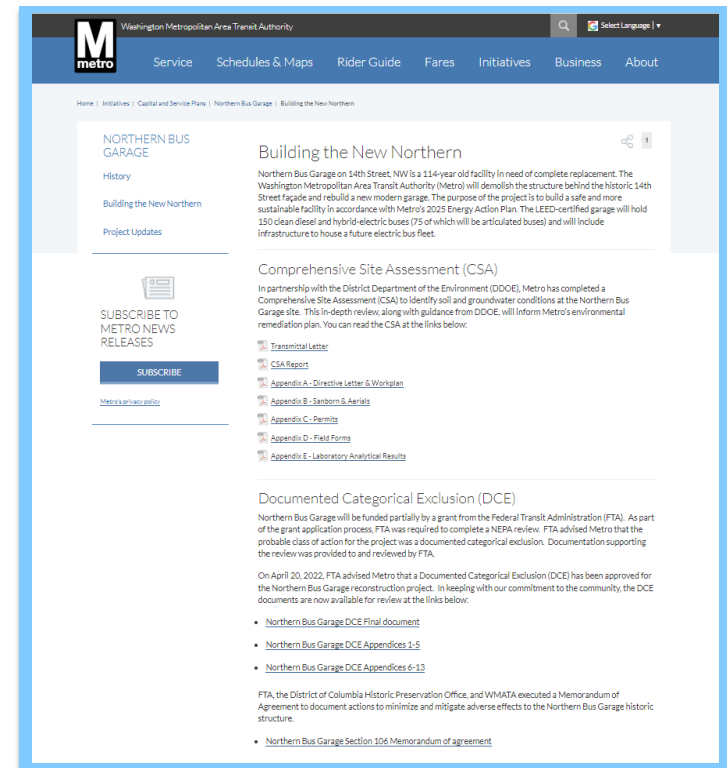 Washington Metropolitan Area Transit Authority
Select Language | ▼
M
metro
Service Schedules & Maps Rider Guide Fares Initiatives Business About
Home | Initiatives | Capital and Service Plans | Northern Bus Garage | Building the New Northern
NORTHERN BUS
GARAGE
History
Building the New Northern
Project Updates
SUBSCRIBE TO
METRO NEWS
RELEASES
SUBSCRIBE
Metro's privacy policy
1
Building the New Northern
Northern Bus Garage on 14th Street, NW is a 114-year old facility in need of complete replacement. The
Washington Metropolitan Area Transit Authority (Metro) will demolish the structure behind the historic 14th
Street façade and rebuild a new modern garage. The purpose of the project is to build a safe and more
sustainable facility in accordance with Metro's 2025 Energy Action Plan. The LEED-certified garage will hold
150 clean diesel and hybrid-electric buses (75 of which will be articulated buses) and will include
infrastructure to house a future electric bus fleet.
Comprehensive Site Assessment (CSA)
In partnership with the District Department of the Environment (DDOE), Metro has completed a
Comprehensive Site Assessment (CSA) to identify soil and groundwater conditions at the Northern Bus
Garage site. This in-depth review, along with guidance from DDOE, will inform Metro's environmental
remediation plan. You can read the CSA at the links below:
Transmittal Letter
CSA Report
Appendix A - Directive Letter & Workplan
Appendix B - Sanborn & Aerials
Appendix C - Permits
Appendix D - Field Forms
Appendix E - Laboratory Analytical Results
Documented Categorical Exclusion (DCE)
Northern Bus Garage will be funded partially by a grant from the Federal Transit Administration (FTA). As part
of the grant application process, FTA was required to complete a NEPA review. FTA advised Metro that the
probable class of action for the project was a documented categorical exclusion. Documentation supporting
the review was provided to and reviewed by FTA.
On April 20, 2022, FTA advised Metro that a Documented Categorical Exclusion (DCE) has been approved for
the Northern Bus Garage reconstruction project. In keeping with our commitment to the community, the DCE
documents are now available for review at the links below:
• Northern Bus Garage DCE Final document
• Northern Bus Garage DCE Appendices 1-5
• Northern Bus Garage DCE Appendices 6-13
FTA, the District of Columbia Historic Preservation Office, and WMATA executed a Memorandum of
Agreement to document actions to minimize and mitigate adverse effects to the Northern Bus Garage historic
structure.
• Northern Bus Garage Section 106 Memorandum of agreement